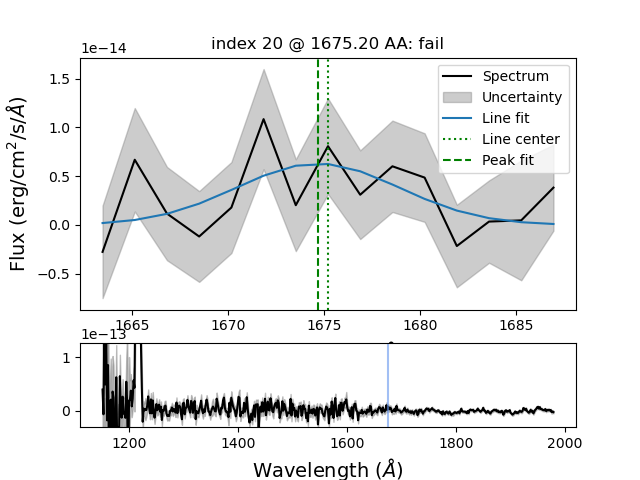 index 20 @ 1675.20 AA: fail
1e−14
1.5
1.0
0.5
0.0
−0.5
Flux (erg/cm²/s/Å)
Spectrum
Uncertainty
Line fit
Line center
Peak fit
1665 1670 1675 1680 1685
1e−13
1
0
1200 1400 1600 1800 2000
Wavelength (Å)